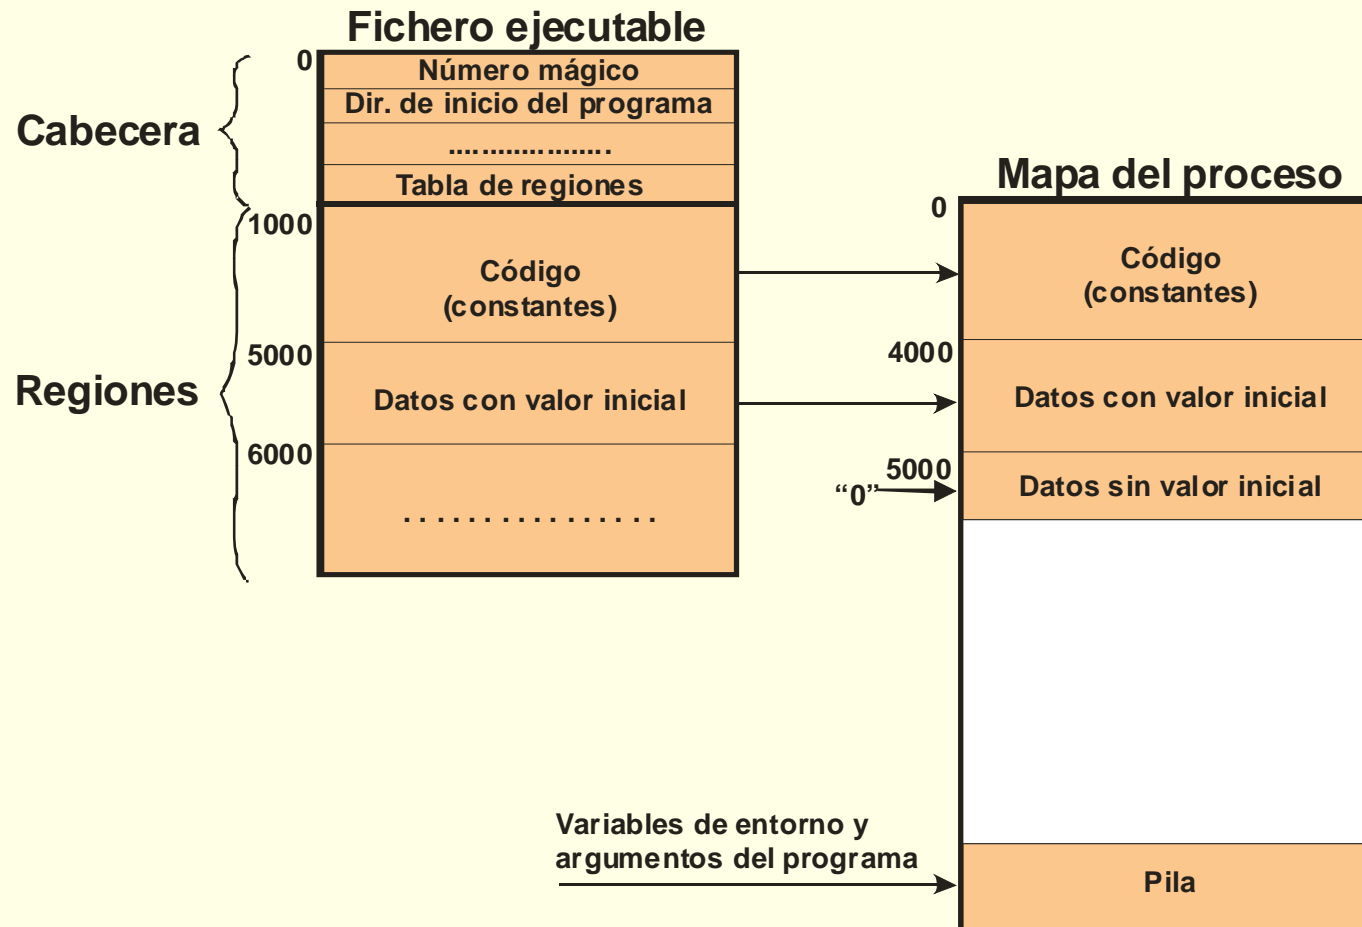 Fichero ejecutable
0
Número mágico
Dir. de inicio del programa
....................
Tabla de regiones
Cabecera
1000
Código
(constantes)
5000
Datos con valor inicial
6000
. . . . . . . . . . . . . . . .
Regiones
Mapa del proceso
0
Código
(constantes)
4000
Datos con valor inicial
5000
“0”
Datos sin valor inicial
Variables de entorno y
argumentos del programa
Pila